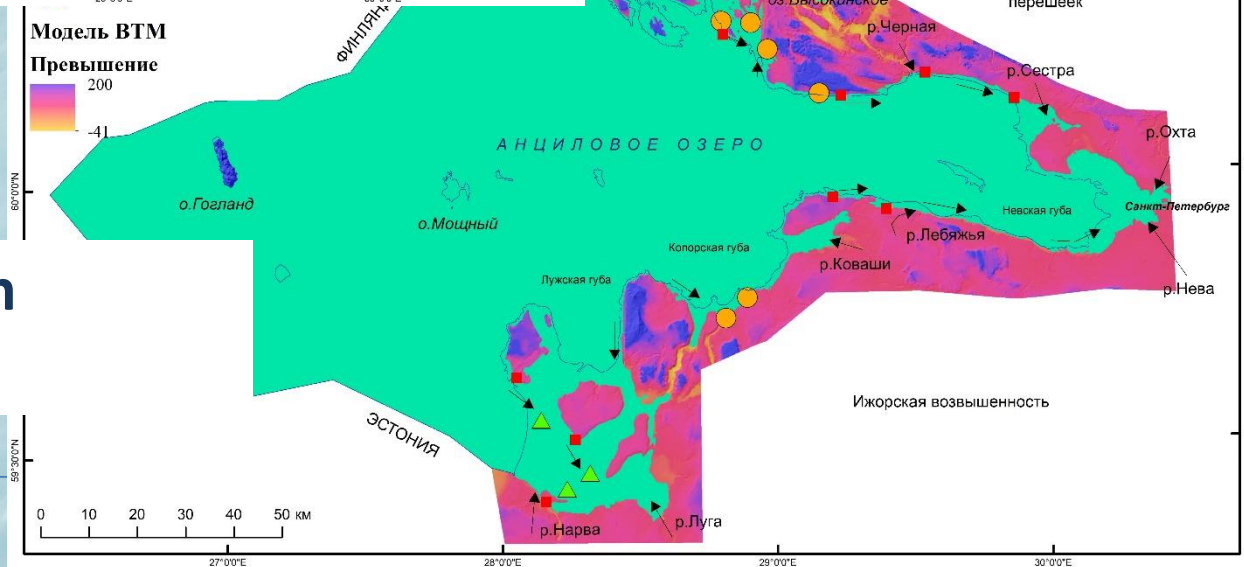 оз.Высокинское
перешеек
ФИНЛЯН
Модель ВТМ
Превышение
200
-41
р.Черная
р.Сестра
р.Охта
АНЦИЛОВОЕ ОЗЕРО
60°0'0"N
о.Гогланд
о.Мощный
Санкт-Петербург
Невская губа
р.Лебяжья
Копорская губа
р.Коваши
Лужская губа
р.Нева
n
Ижорская возвышенность
ЭСТОНИЯ
59°30'0"N
0 10 20 30 40 50 км
р.Нарва
р.Луга
27°0'0"E 28°0'0"E 29°0'0"E 30°0'0"E